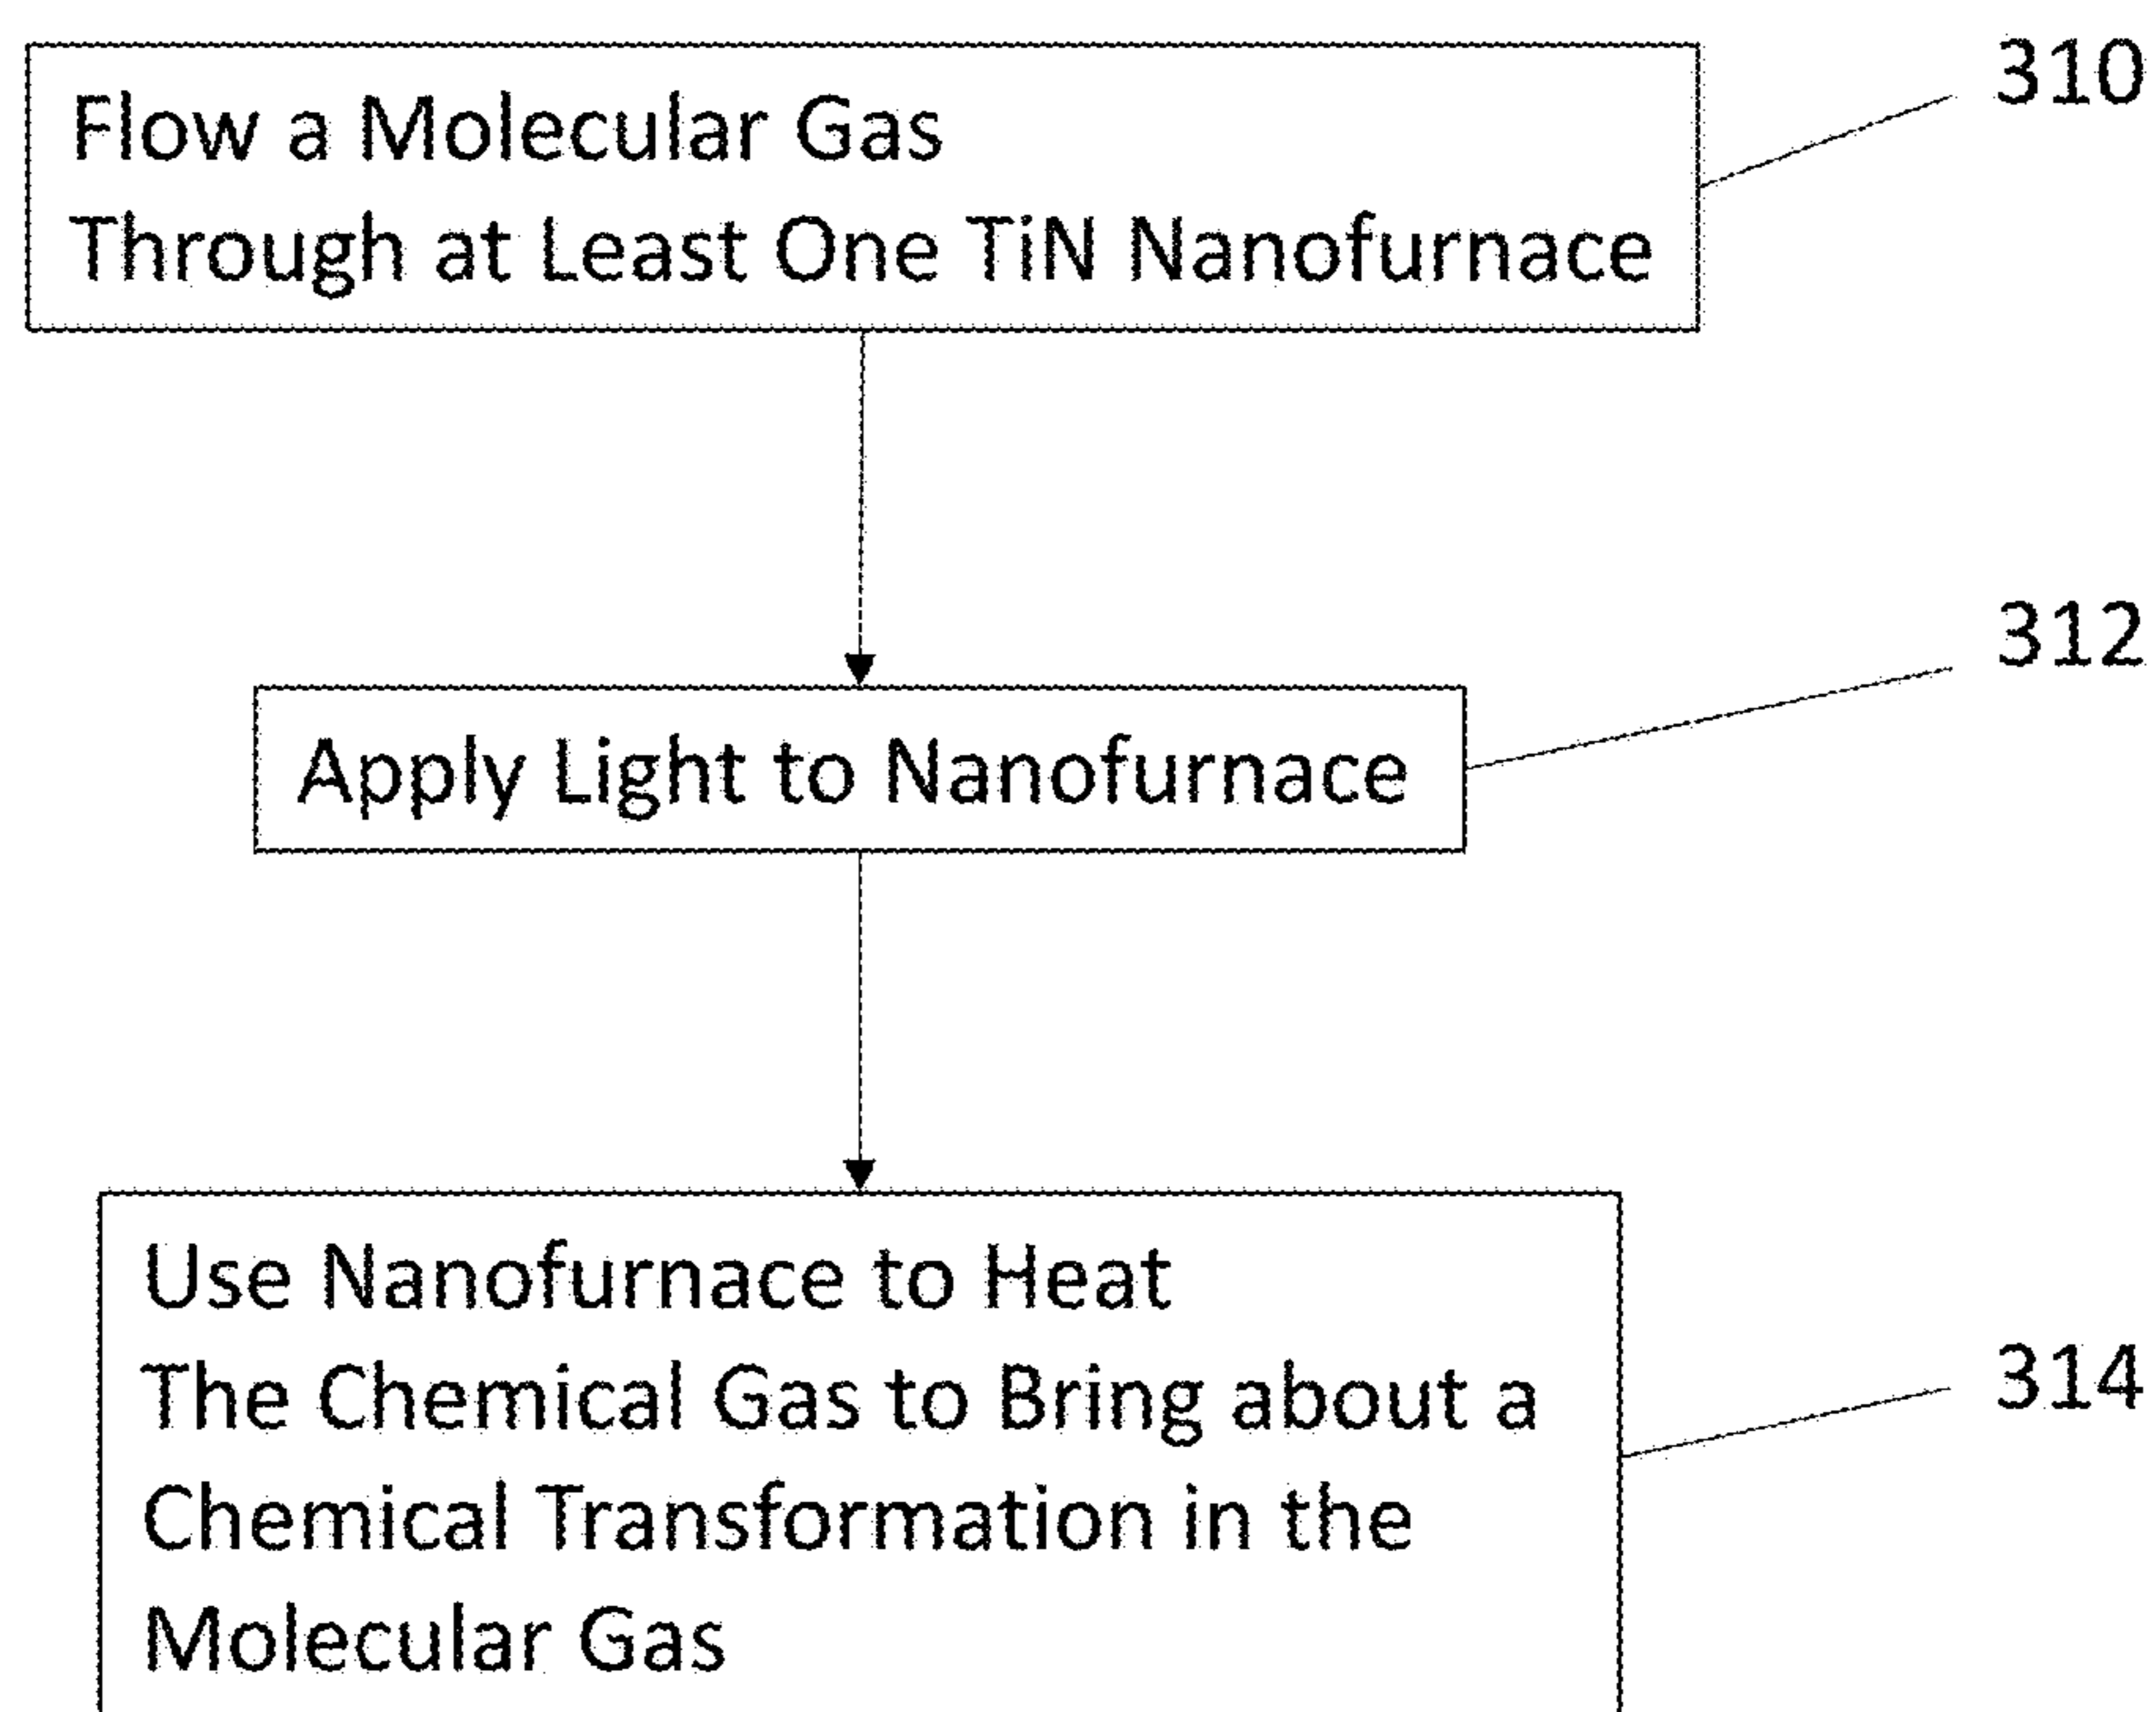 Flow a Molecular Gas
Through at Least One TiN Nanofurnace
310
Apply Light to Nanofurnace
312
Use Nanofurnace to Heat
The Chemical Gas to Bring about a
Chemical Transformation in the
Molecular Gas
314